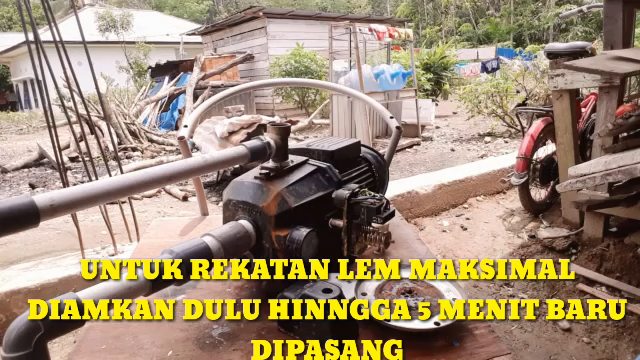 UNTUK REKATAN LEM MAKSIMAL
DIAMKAN DULU HINNGGA 5 MENIT BARU
DIPASANG